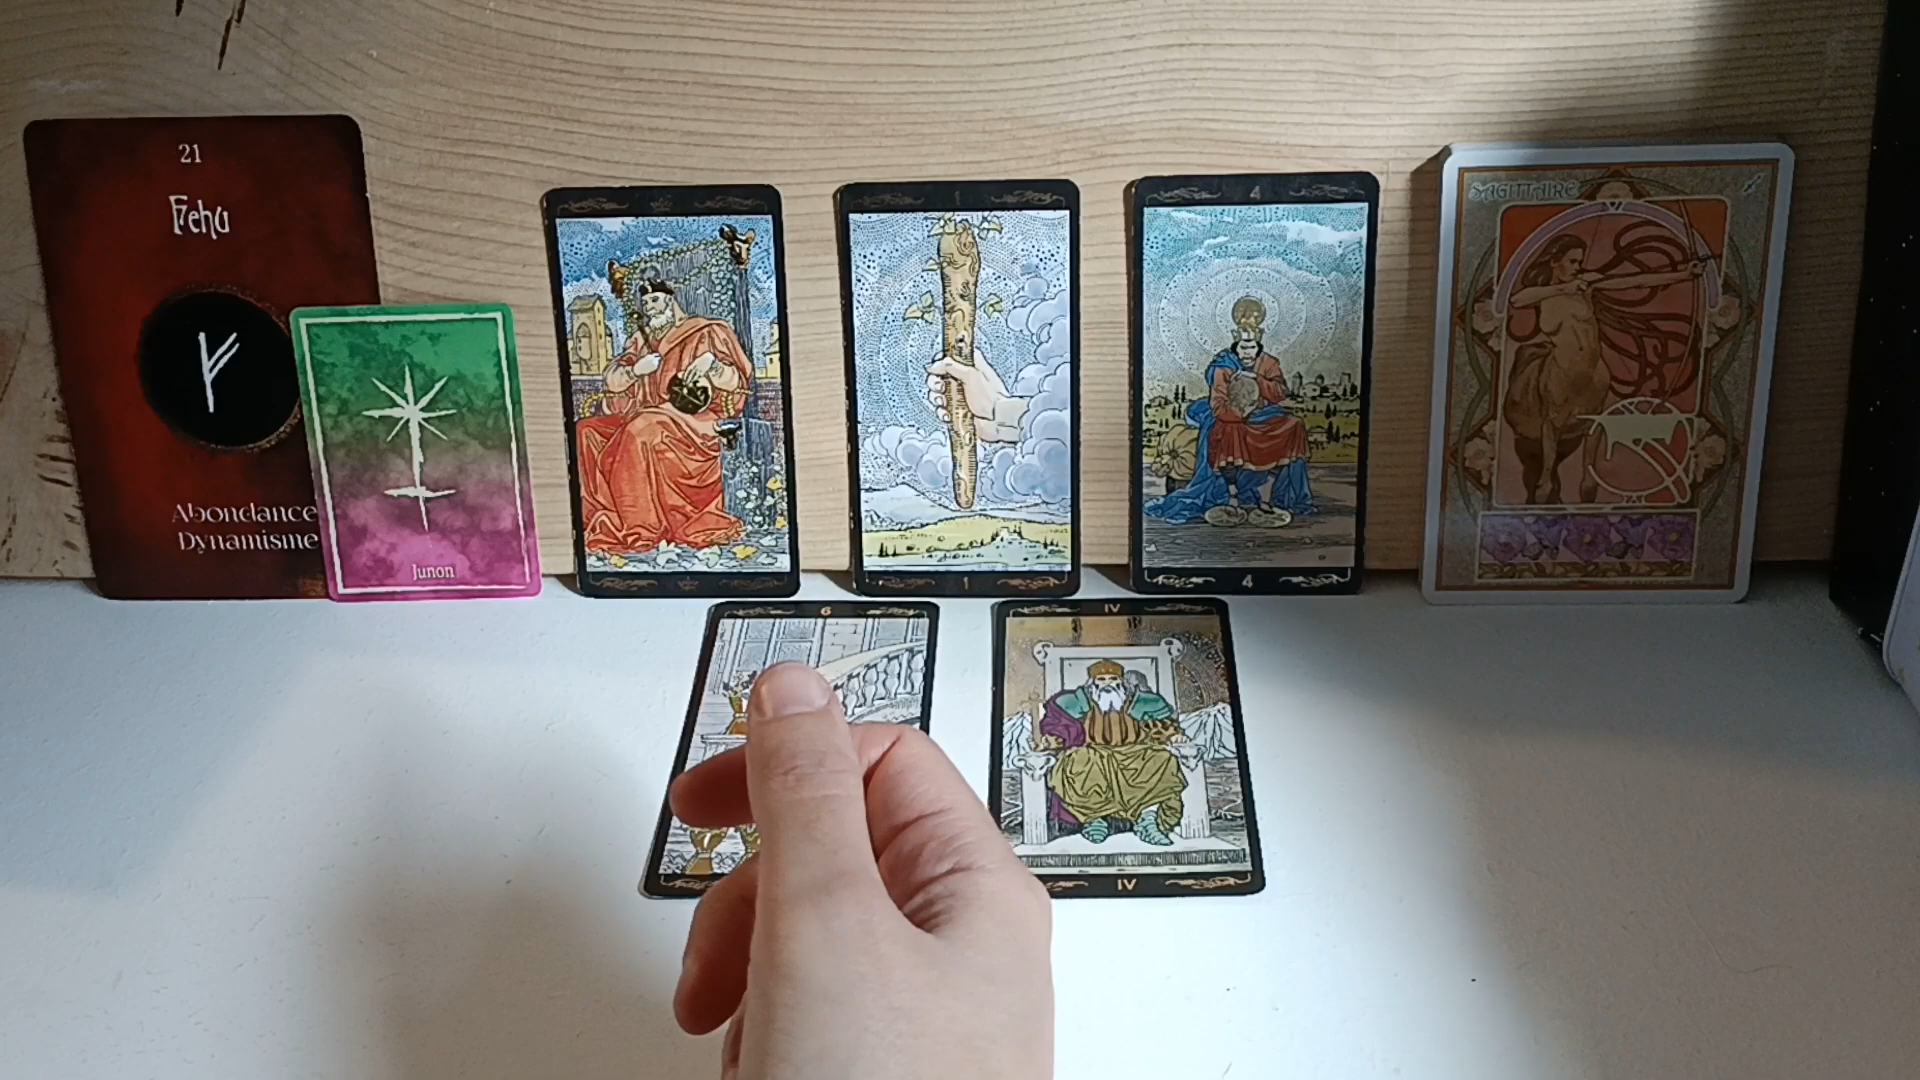 21
Fehu
Abondance
Dynamisme
Junon
1
1
4
4
SAGITTAIRE
6
IV
IV